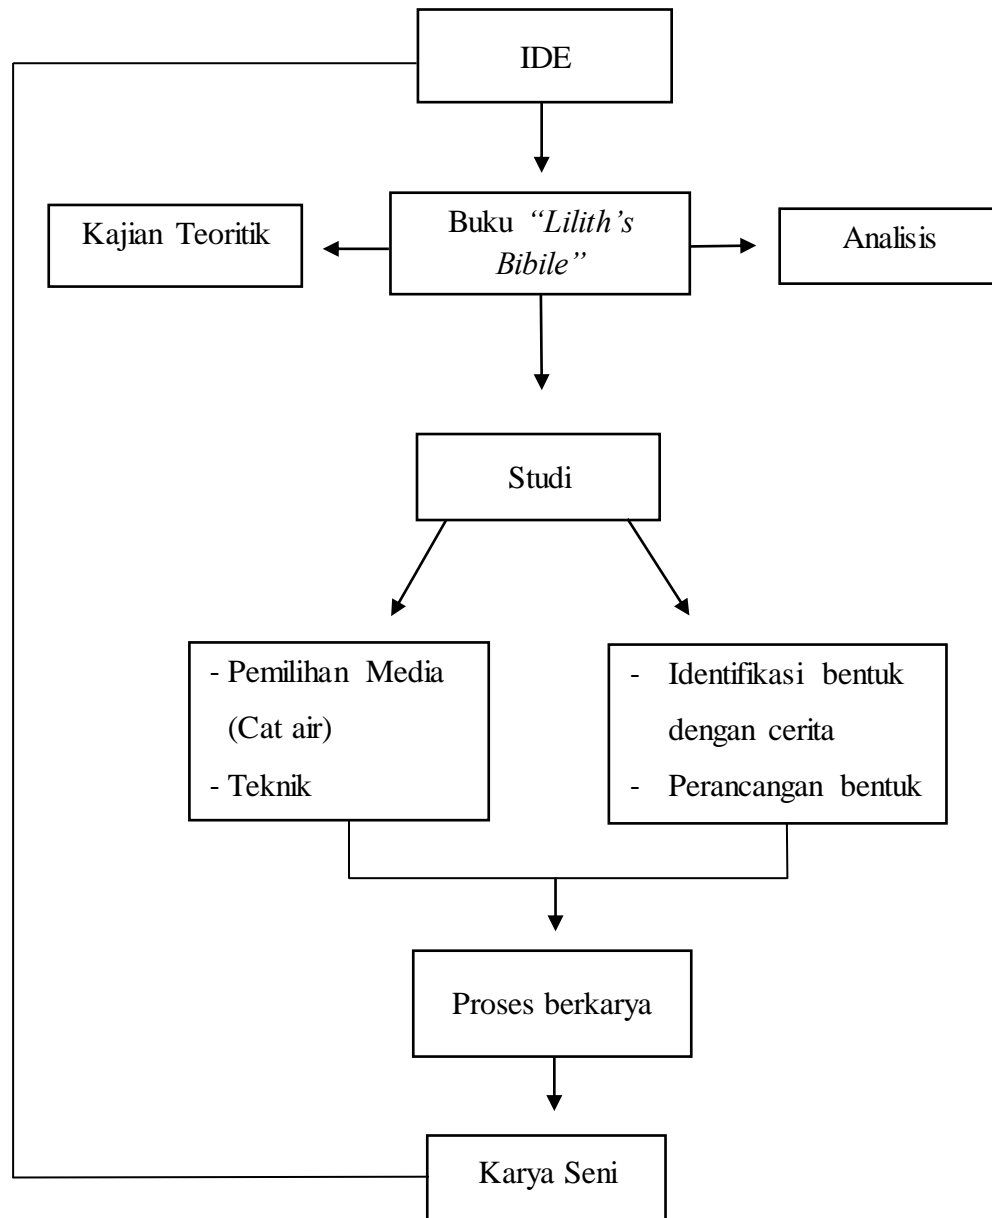 IDE
Kajian Teoritik
Buku “Lilith’s
Bibile”
Analisis
Studi
- Pemilihan Media
(Cat air)
- Teknik
- Identifikasi bentuk
dengan cerita
- Perancangan bentuk
Proses berkarya
Karya Seni